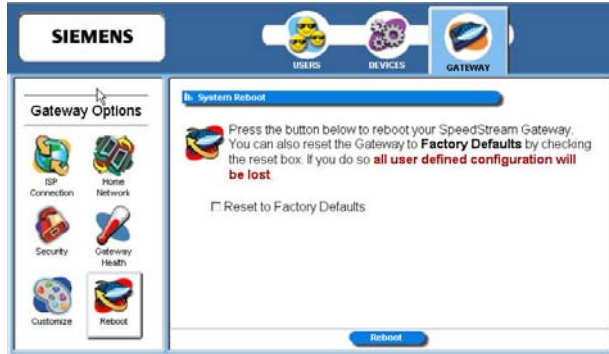 SIEMENS
USERS
DEVICES
GATEWAY
Gateway Options
ISP
Connection
Home
Network
Security
Gateway
Health
Customize
Reboot
System Reboot
Press the button below to reboot your SpeedStream Gateway.
You can also reset the Gateway to Factory Defaults by checking
the reset box. If you do so all user defined configuration will
be lost
Reset to Factory Defaults
Reboot